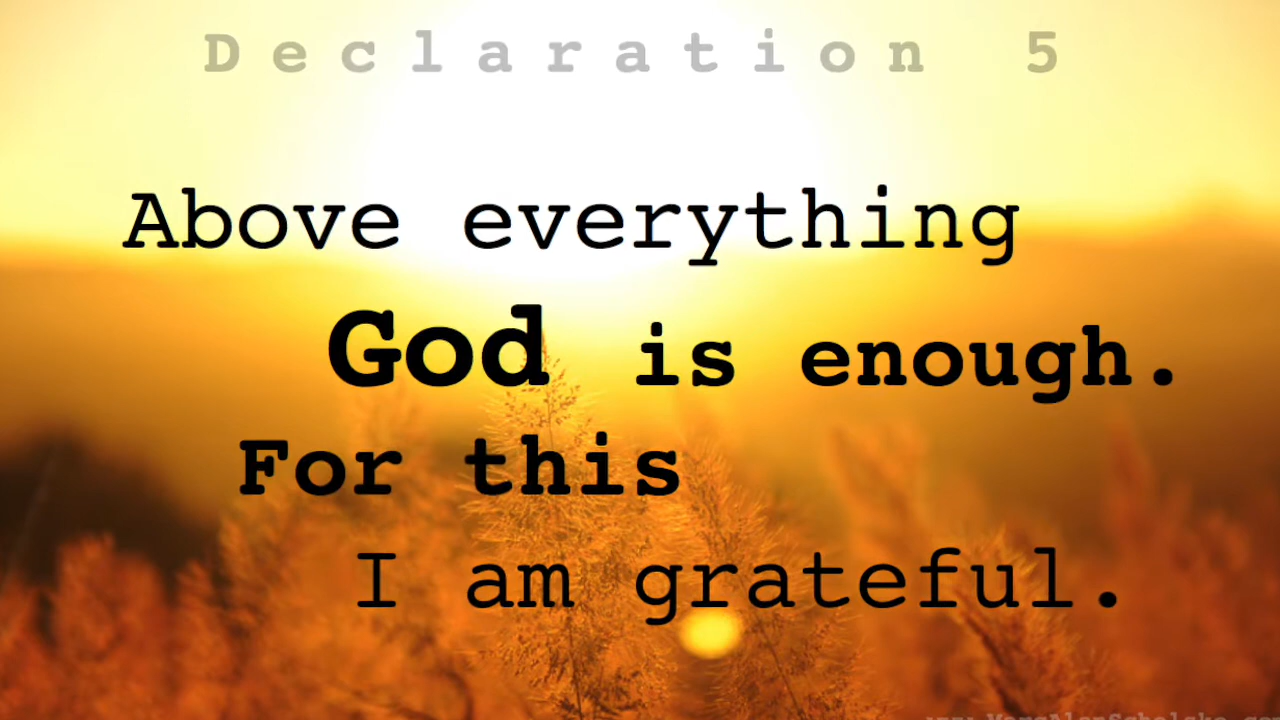 Declaration 5
Above everything
God is enough.
For this
I am grateful.